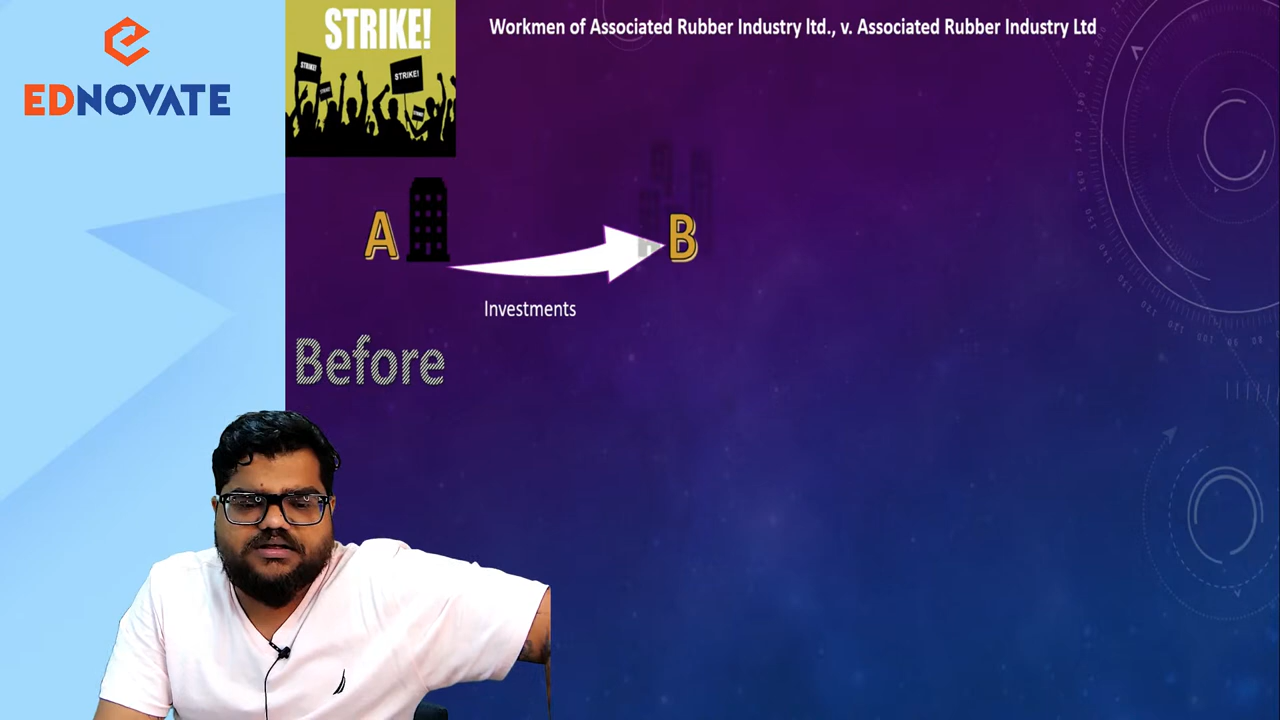 EDNOVATE
STRIKE!
STRIKE!
STRIKE!
Workmen of Associated Rubber Industry ltd., v. Associated Rubber Industry Ltd
A
B
Investments
Before